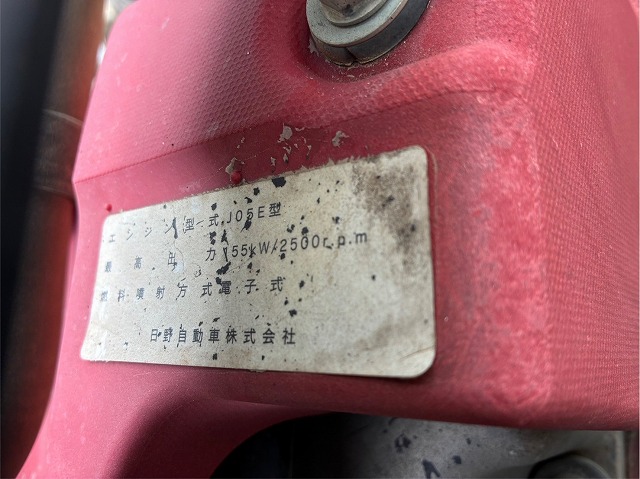 エンジン型式 J05E型
最高出力 155kW/2500r.p.m
燃料噴射方式 電子式
日野自動車株式会社